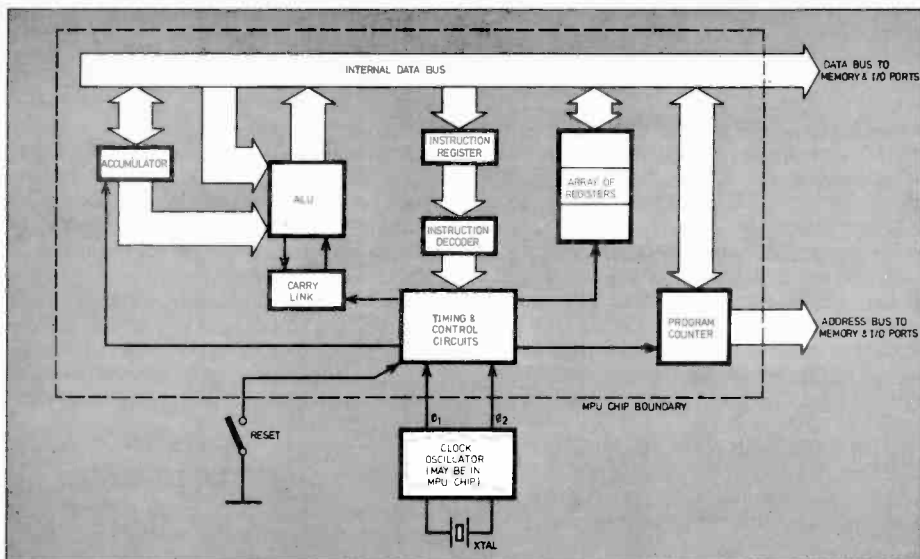 INTERNAL DATA BUS
DATA BUS TO
MEMORY & I/O PORTS
ACCUMULATOR
ALU
INSTRUCTION
REGISTER
ARRAY OF
REGISTERS
INSTRUCTION
DECODER
CARRY
LINK
TIMING &
CONTROL
CIRCUITS
PROGRAM
COUNTER
ADDRESS BUS TO
MEMORY & I/O PORTS
MPU CHIP BOUNDARY
RESET
Ø1
Ø2
CLOCK
OSCILLATOR
(MAY BE IN
MPU CHIP)
XTAL